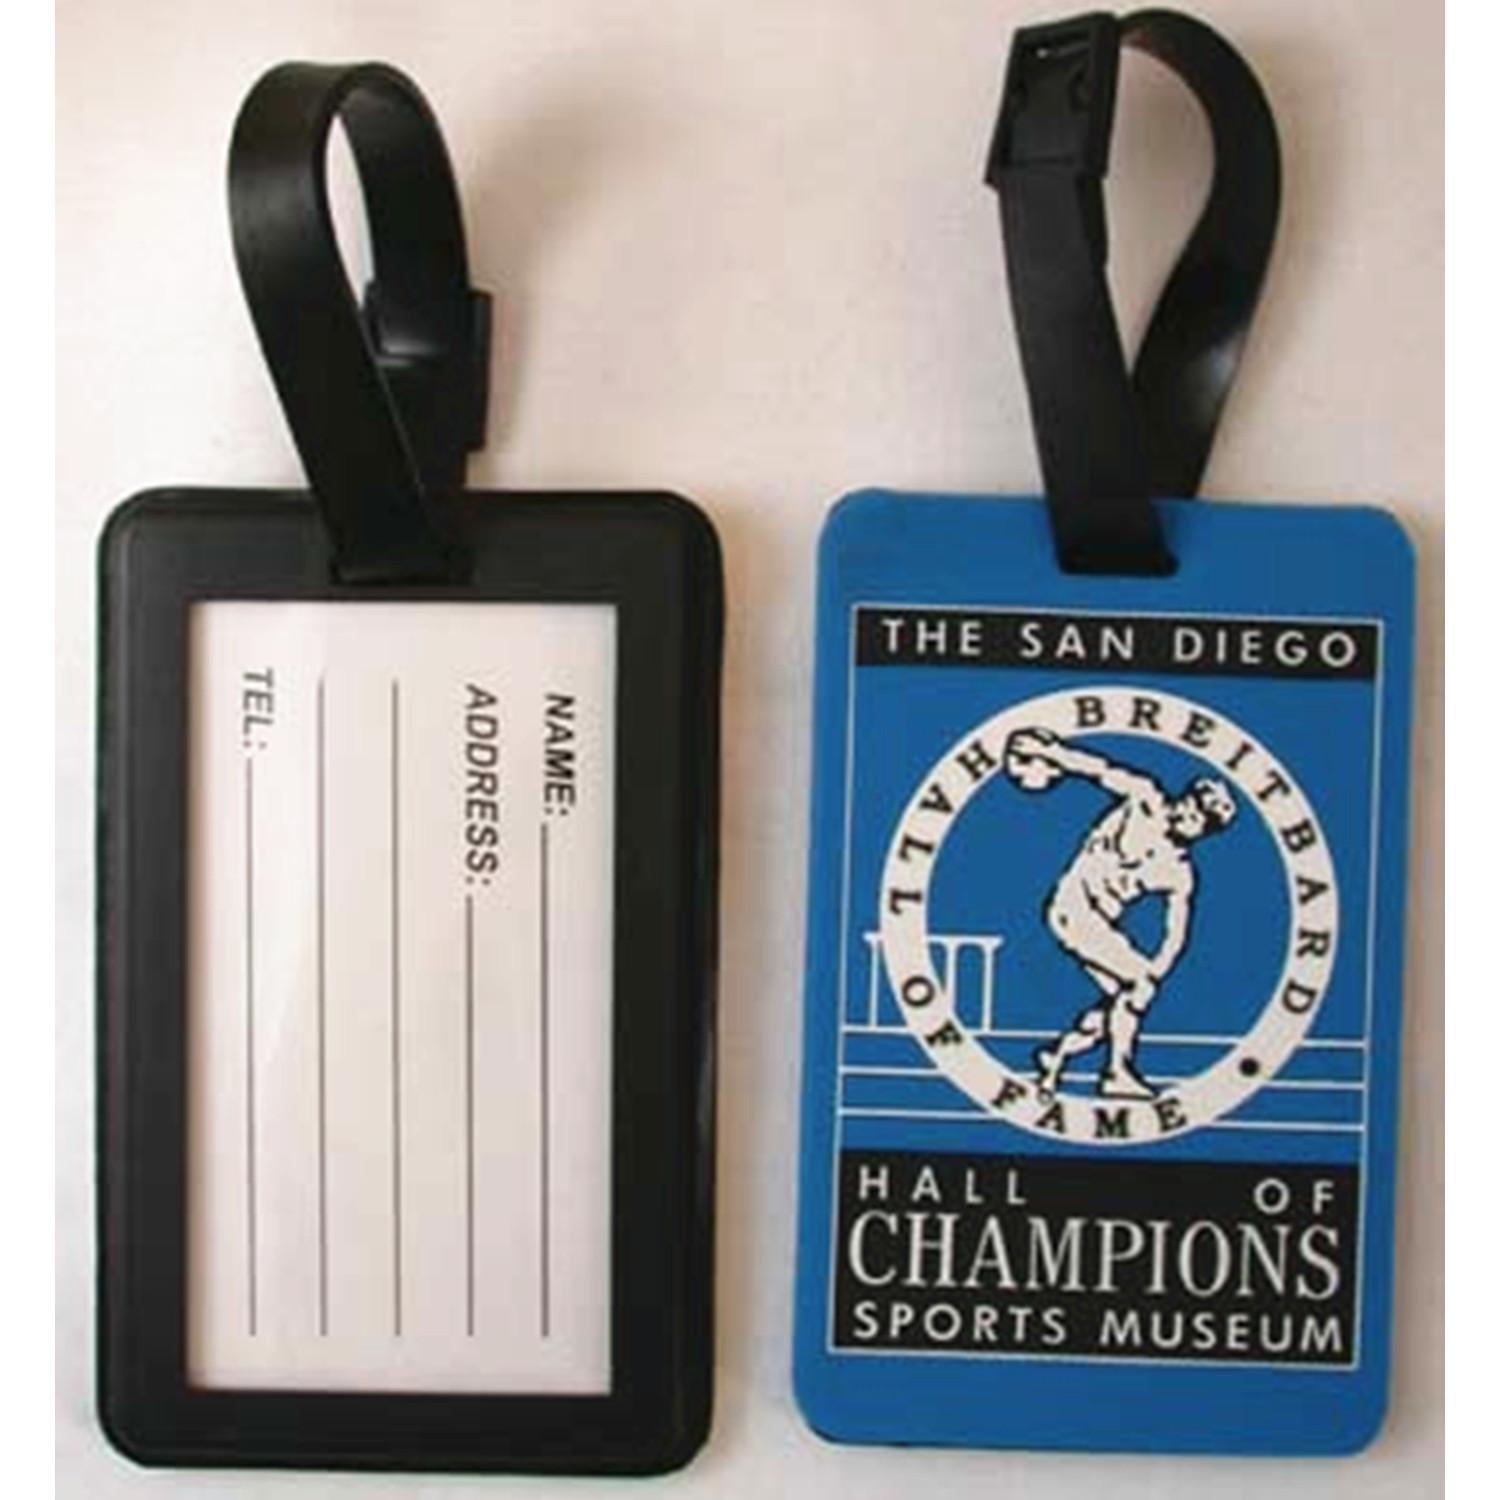 NAME:
ADDRESS:
TEL:
THE SAN DIEGO
BREITBARD • HALL OF FAME
HALL OF
CHAMPIONS
SPORTS MUSEUM